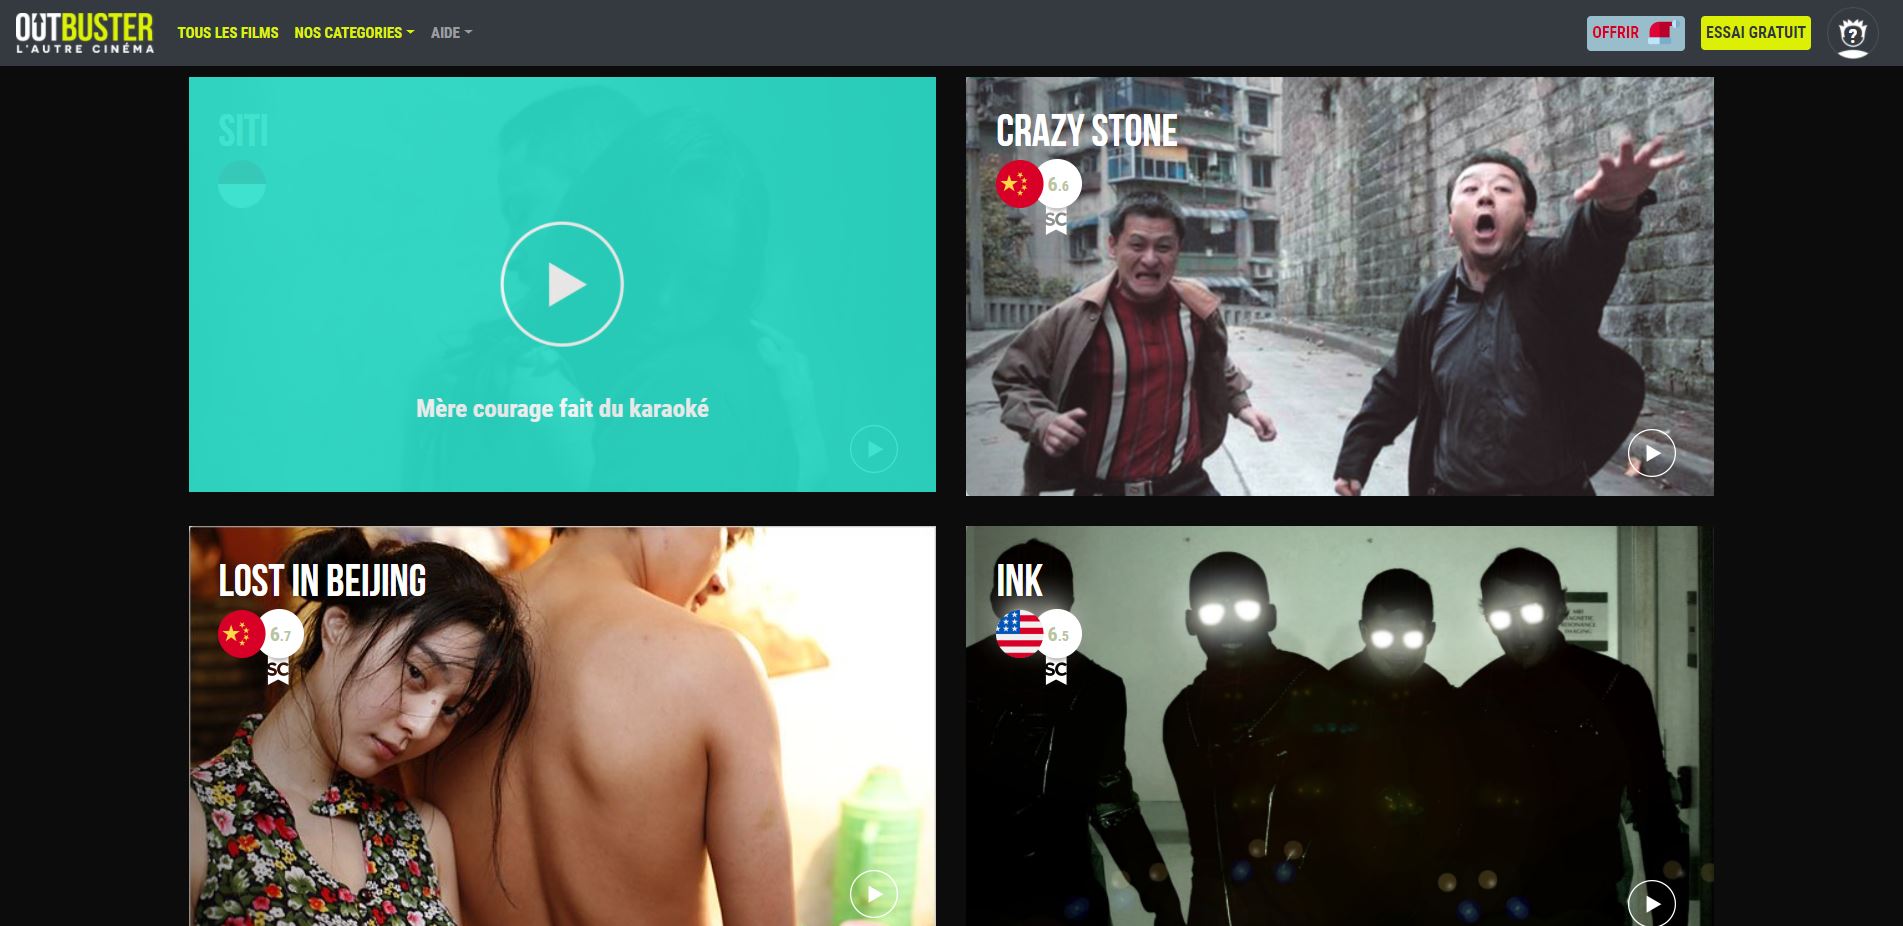 OUTBUSTER
L'AUTRE CINÉMA
TOUS LES FILMS
NOS CATEGORIES
AIDE
OFFRIR
ESSAI GRATUIT
?
SITI
Mère courage fait du karaoké
CRAZY STONE
6.6
SC
LOST IN BEIJING
6.7
SC
INK
6.5
SC